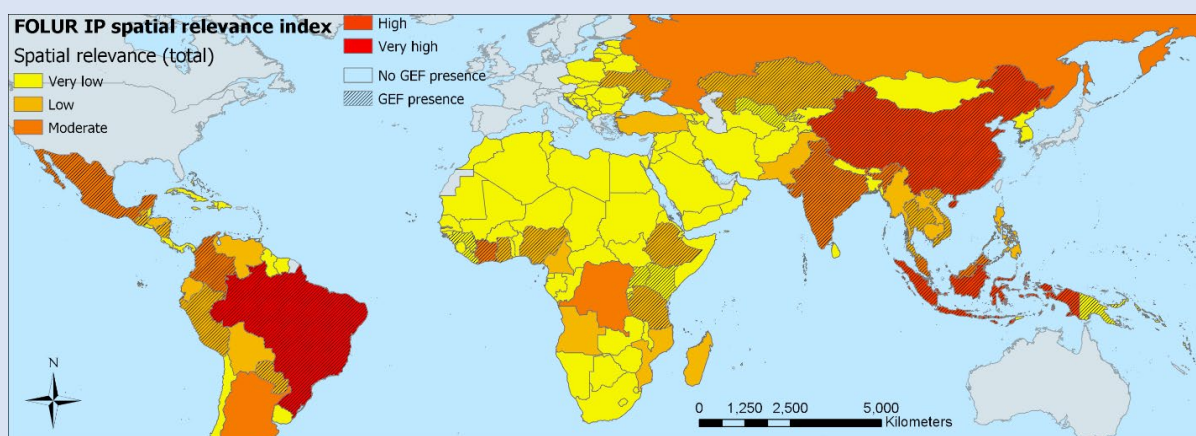 FOLUR IP spatial relevance index
Spatial relevance (total)
Very low
Low
Moderate
High
Very high
No GEF presence
GEF presence
N
0 1,250 2,500 5,000
Kilometers